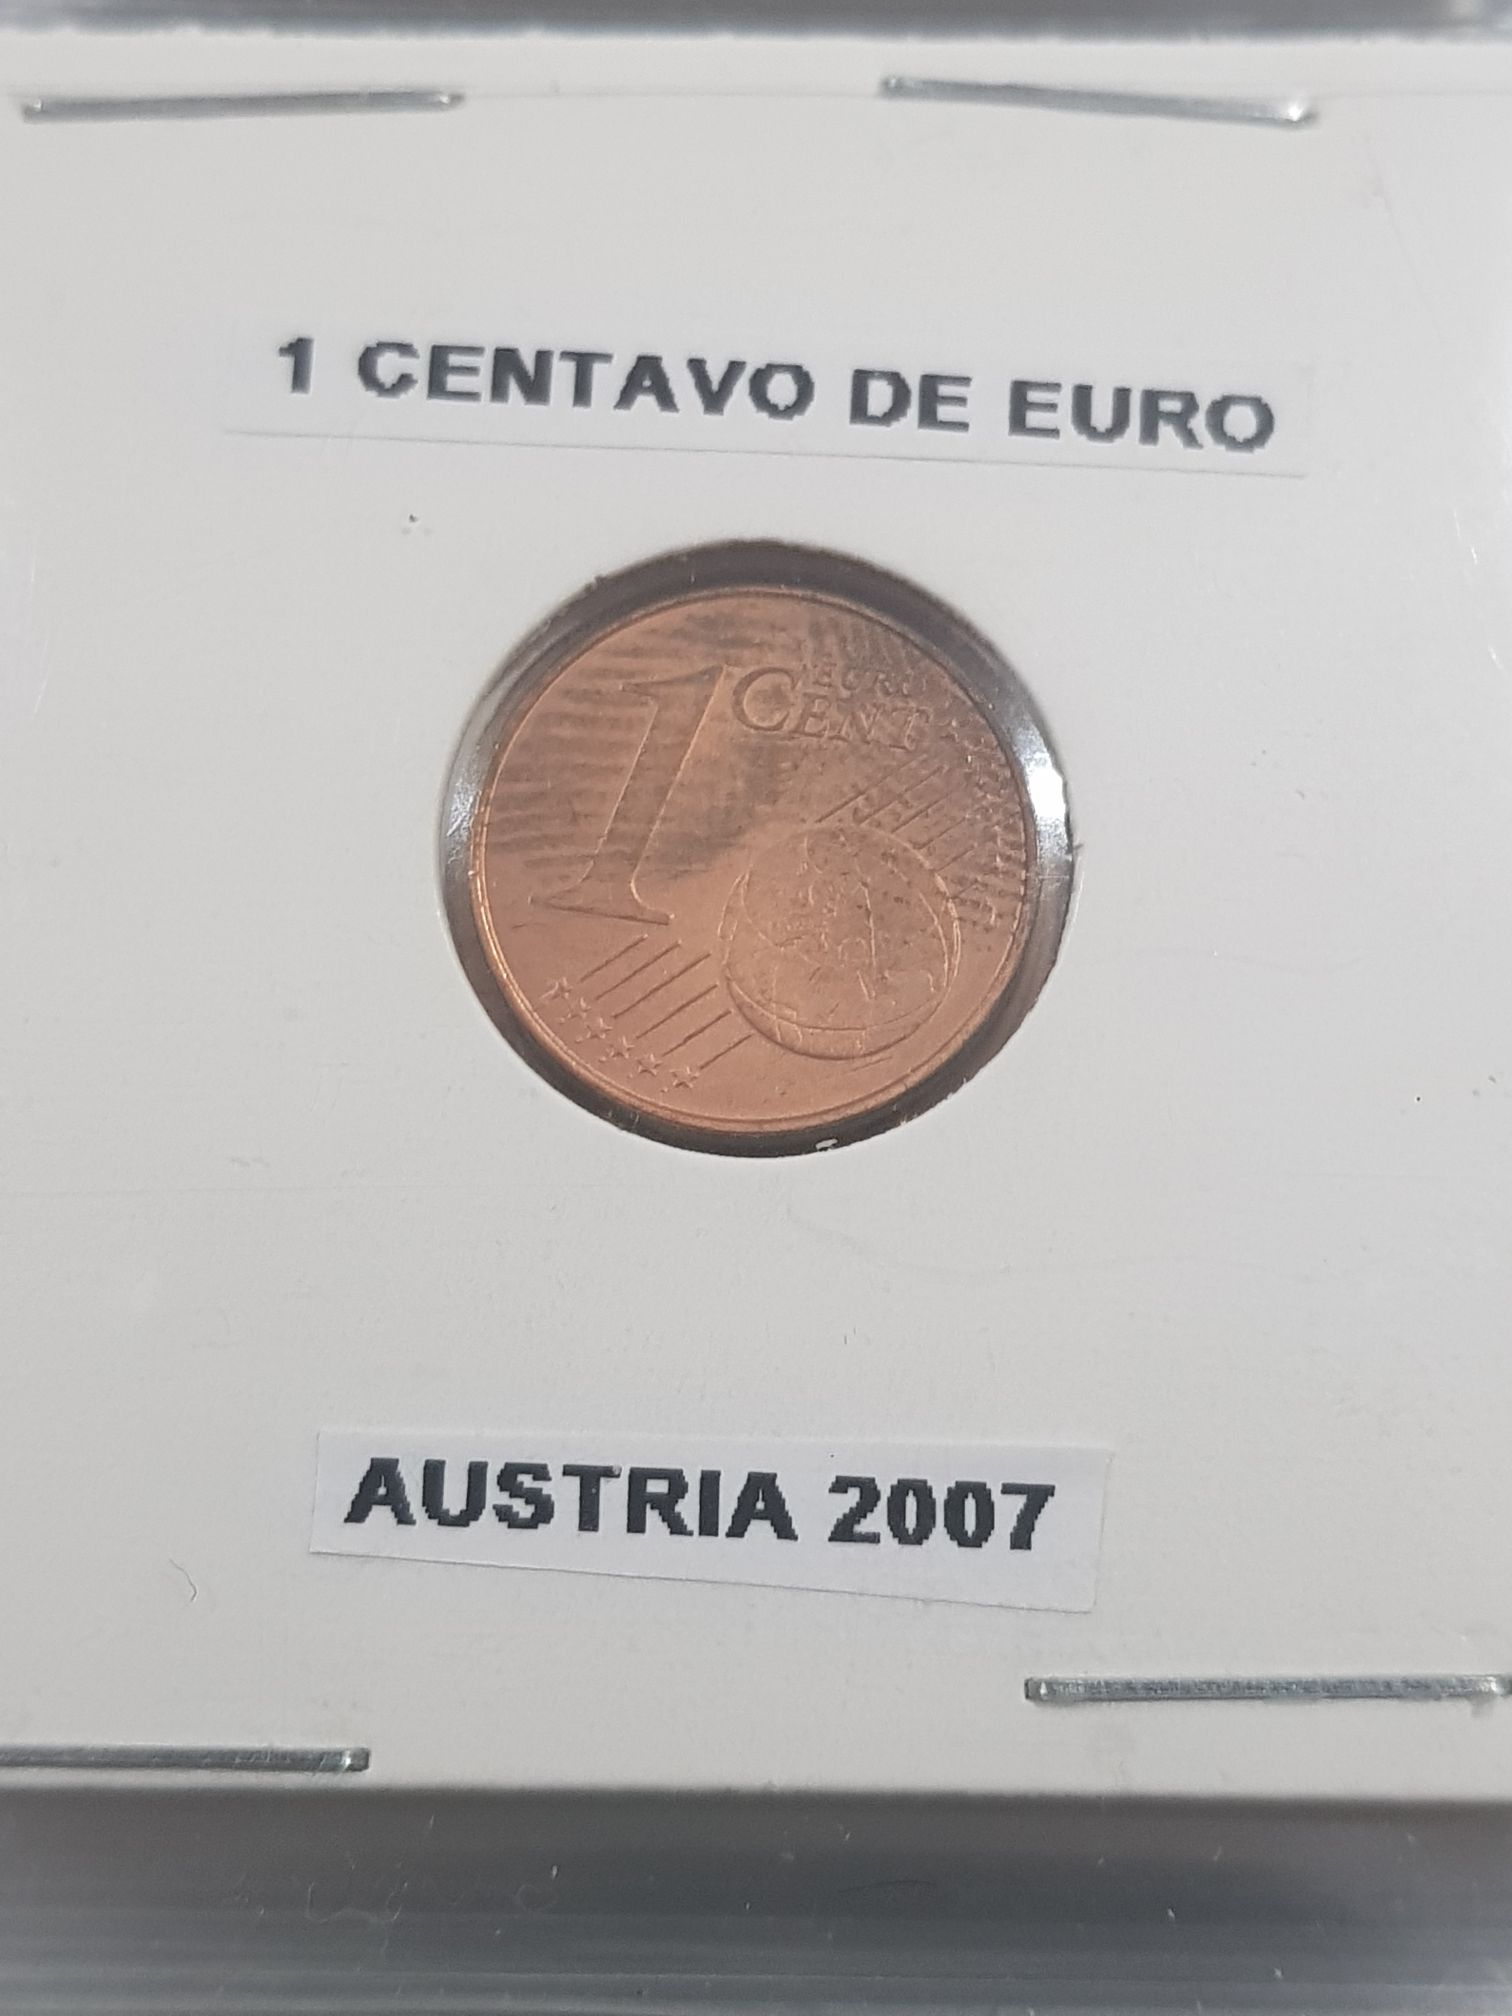 1 CENTAVO DE EURO
1 EURO
CENT
AUSTRIA 2007